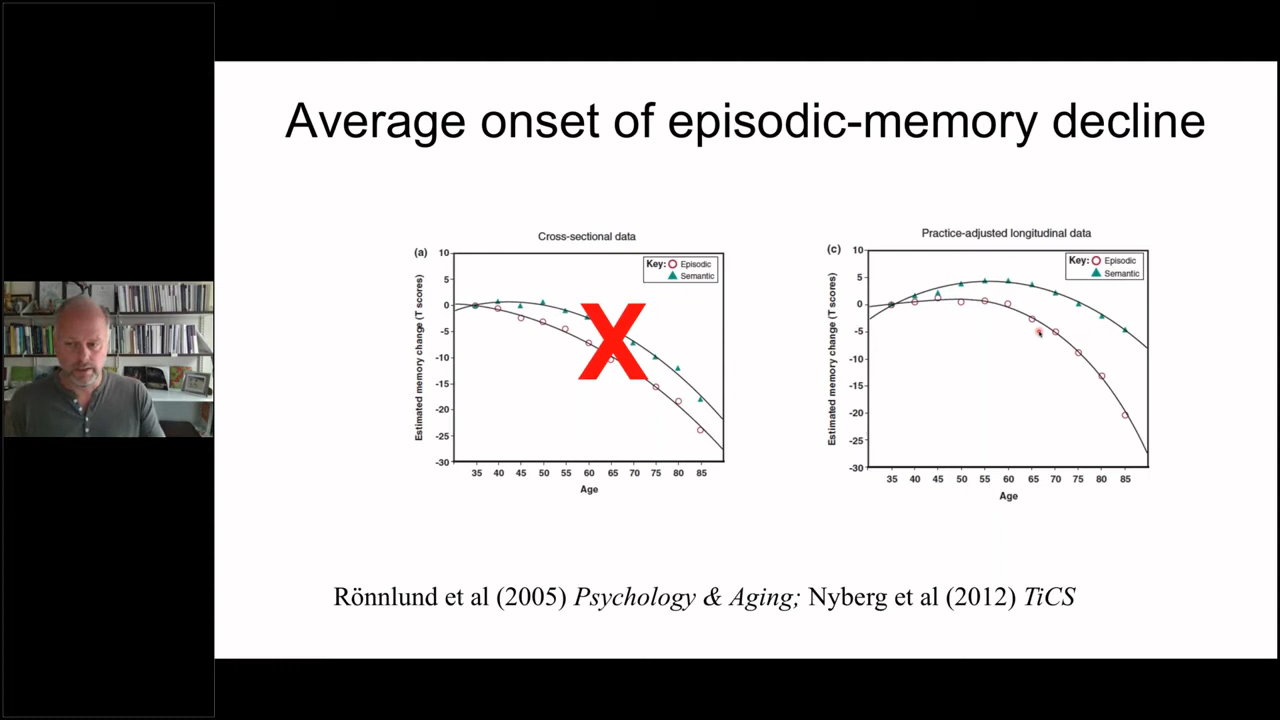 Average onset of episodic-memory decline
Cross-sectional data
(a)
Key: Episodic
Semantic
Estimated memory change (T scores)
10
5
0
-5
-10
-15
-20
-25
-30
35 40 45 50 55 60 65 70 75 80 85
Age
X
Practice-adjusted longitudinal data
(c)
Key: Episodic
Semantic
Estimated memory change (T scores)
10
5
0
-5
-10
-15
-20
-25
-30
35 40 45 50 55 60 65 70 75 80 85
Age
Rönnlund et al (2005) Psychology & Aging; Nyberg et al (2012) TiCS